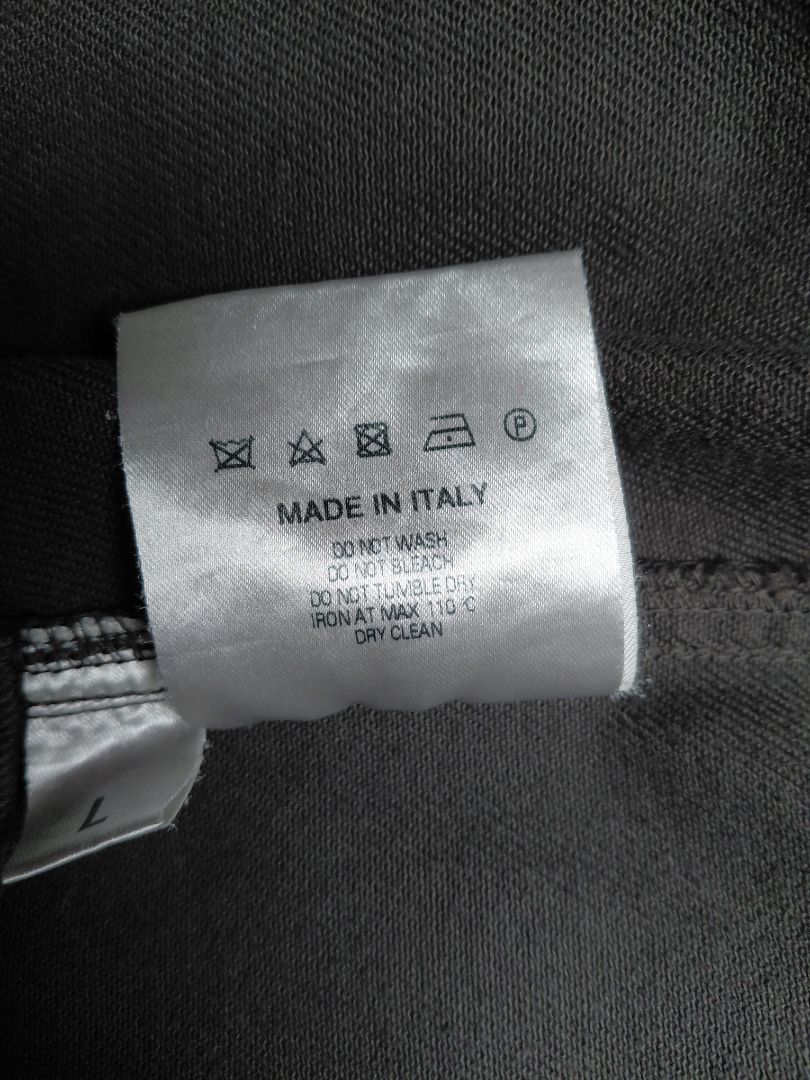 P
MADE IN ITALY
DO NOT WASH
DO NOT BLEACH
DO NOT TUMBLE DRY
IRON AT MAX 110°C
DRY CLEAN
L